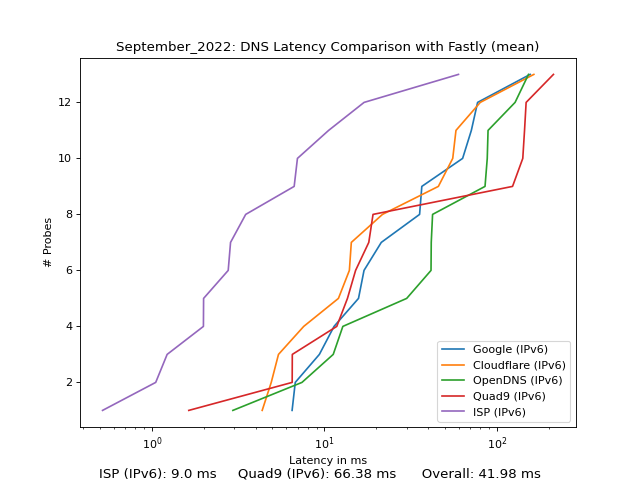 September_2022: DNS Latency Comparison with Fastly (mean)
# Probes
12
10
8
6
4
2
Google (IPv6)
Cloudflare (IPv6)
OpenDNS (IPv6)
Quad9 (IPv6)
ISP (IPv6)
10⁰ 10¹ 10²
Latency in ms
ISP (IPv6): 9.0 ms Quad9 (IPv6): 66.38 ms Overall: 41.98 ms